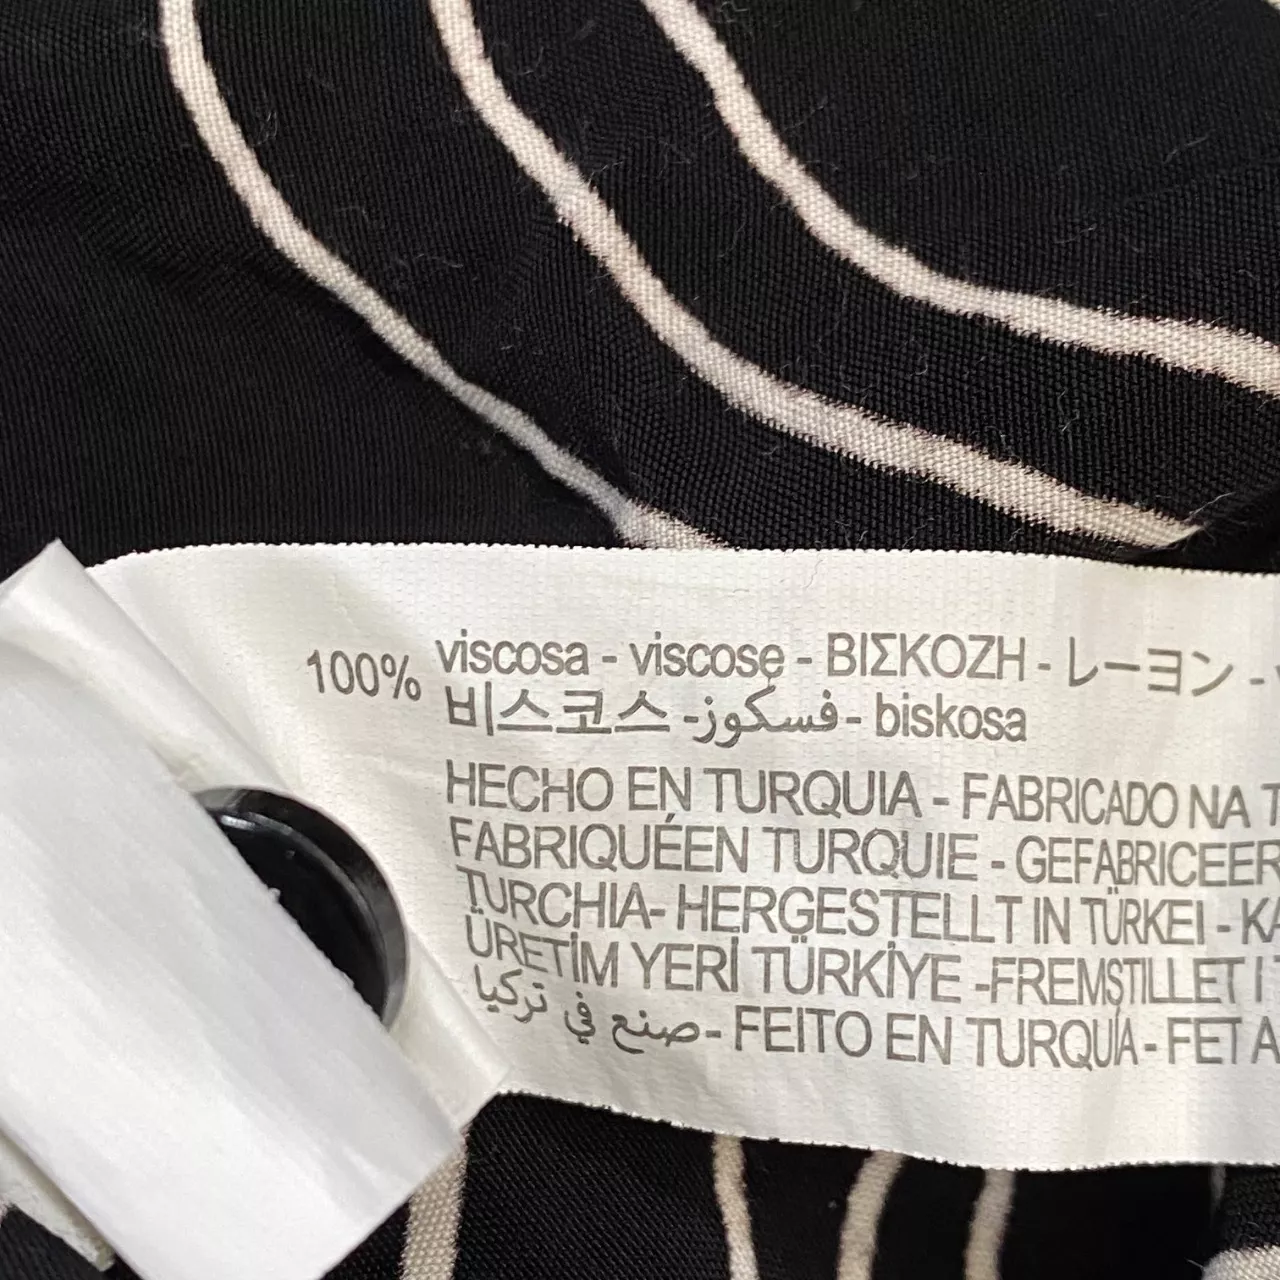 100% viscosa - viscose - ΒΙΣΚΟΖΗ - レーヨン -
비스코스 - فسكوز - biskosa
HECHO EN TURQUIA - FABRICADO NA
FABRIQUÉEN TURQUIE - GEFABRICEER
TURCHIA- HERGESTELLT IN TÜRKEI -
ÜRETİM YERİ TÜRKİYE -FREMSTILLET I
صنع في تركيا - FEITO EN TURQUÍA - FET A